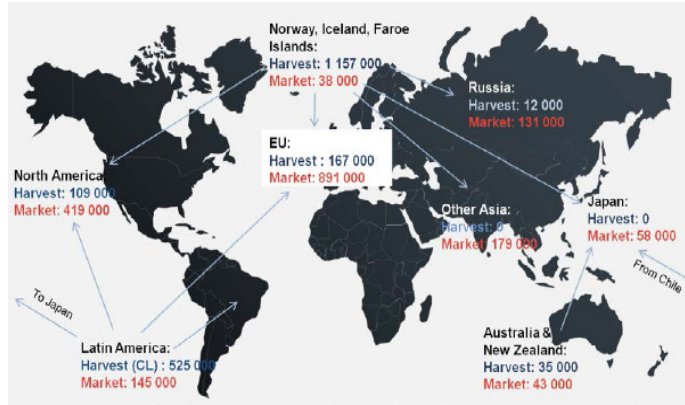 Norway, Iceland, Faroe
Islands:
Harvest: 1 157 000
Market: 38 000
Russia:
Harvest: 12 000
Market: 131 000
EU:
Harvest : 167 000
Market: 891 000
North America:
Harvest: 109 000
Market: 419 000
Other Asia:
Harvest: 0
Market: 179 000
Japan:
Harvest: 0
Market: 58 000
From Chile
To Japan
Latin America:
Harvest (CL) : 525 000
Market: 145 000
Australia &
New Zealand:
Harvest: 35 000
Market: 43 000